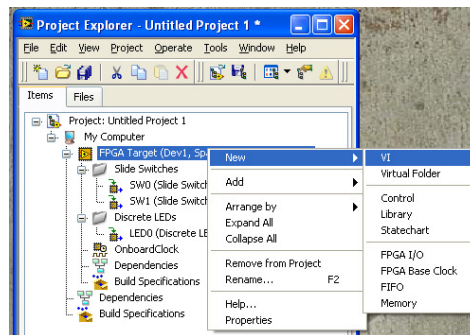 Project Explorer - Untitled Project 1 *
File Edit View Project Operate Tools Window Help
Items Files
Project: Untitled Project 1
My Computer
FPGA Target (Dev1, Spa
Slide Switches
SW0 (Slide Switch
SW1 (Slide Switch
Discrete LEDs
LED0 (Discrete LE
OnboardClock
Dependencies
Build Specifications
Dependencies
Build Specifications
New
Add
Arrange by
Expand All
Collapse All
Remove from Project
Rename... F2
Help...
Properties
VI
Virtual Folder
Control
Library
Statechart
FPGA I/O
FPGA Base Clock
FIFO
Memory